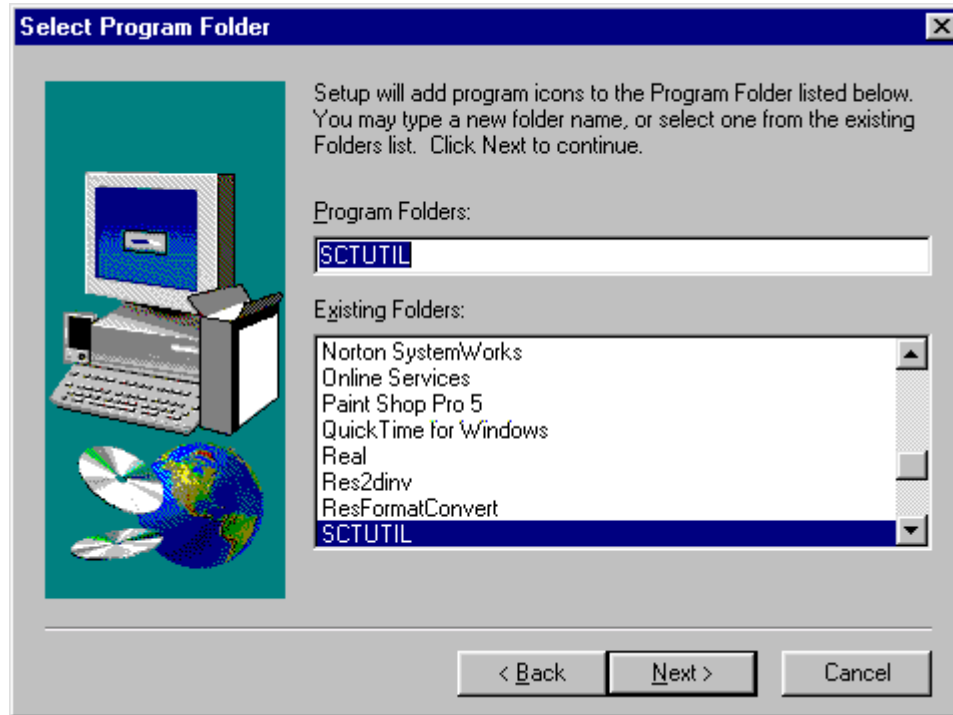 Select Program Folder
Setup will add program icons to the Program Folder listed below.
You may type a new folder name, or select one from the existing
Folders list.  Click Next to continue.
Program Folders:
SCTUTIL
Existing Folders:
Norton SystemWorks
Online Services
Paint Shop Pro 5
QuickTime for Windows
Real
Res2dinv
ResFormatConvert
SCTUTIL
< Back
Next >
Cancel